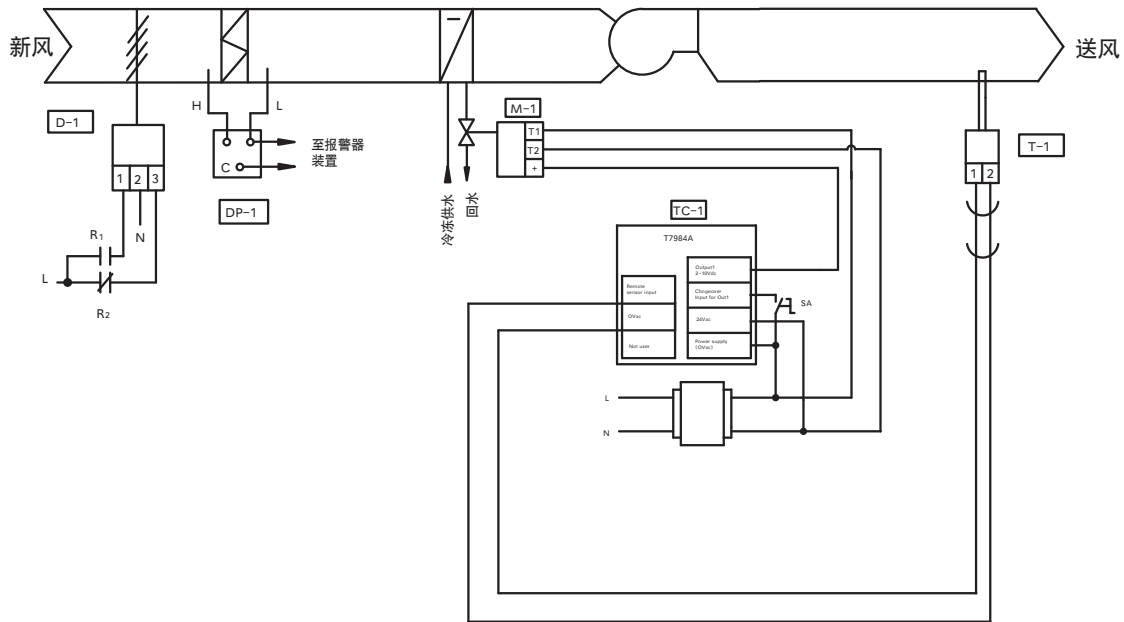 新风
送风
H
L
D-1
M-1
T1
T2
+
T-1
至报警器
装置
C
1 2 3
1 2
DP-1
冷冻供水
回水
TC-1
T7984A
R1
N
L
R2
Output1
2-10Vdc
Remote
sensor input
Chngeover
Input for Out1
SA
OVac
24Vac
Not user
Power supply
(OVac)
L
N